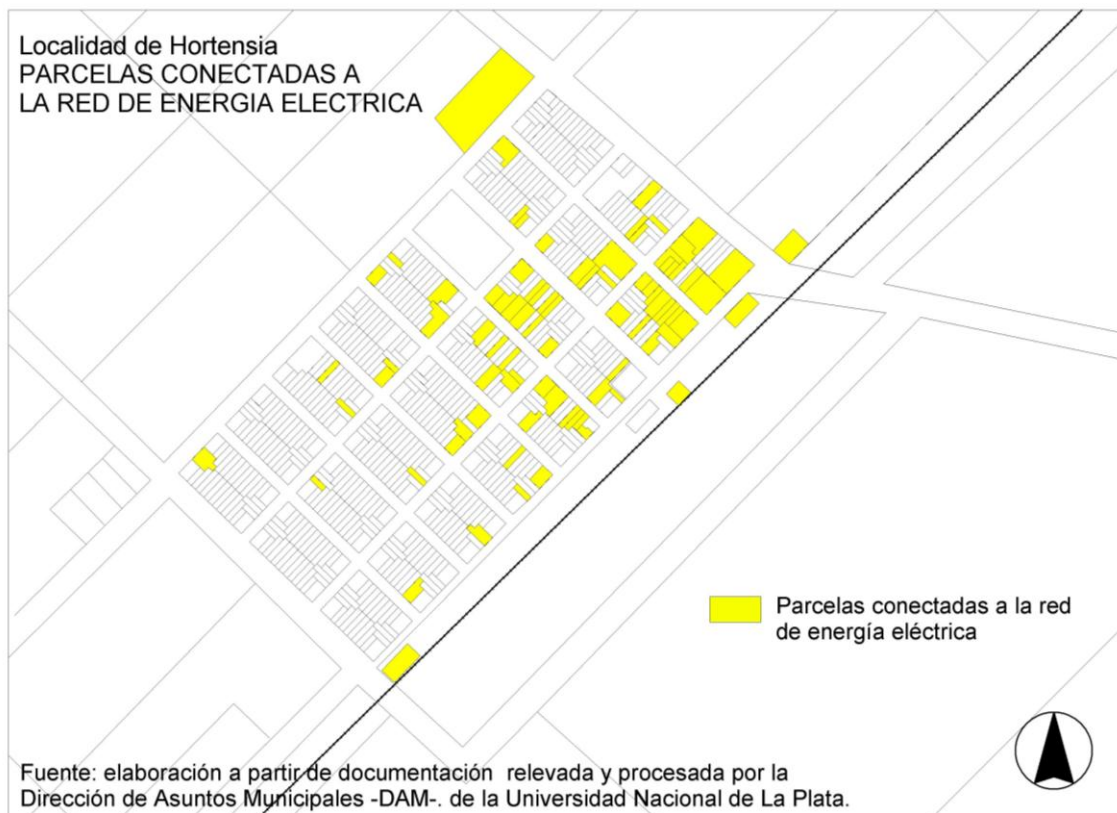 Localidad de Hortensia
PARCELAS CONECTADAS A
LA RED DE ENERGIA ELECTRICA
Parcelas conectadas a la red
de energía eléctrica
Fuente: elaboración a partir de documentación relevada y procesada por la
Dirección de Asuntos Municipales -DAM-. de la Universidad Nacional de La Plata.